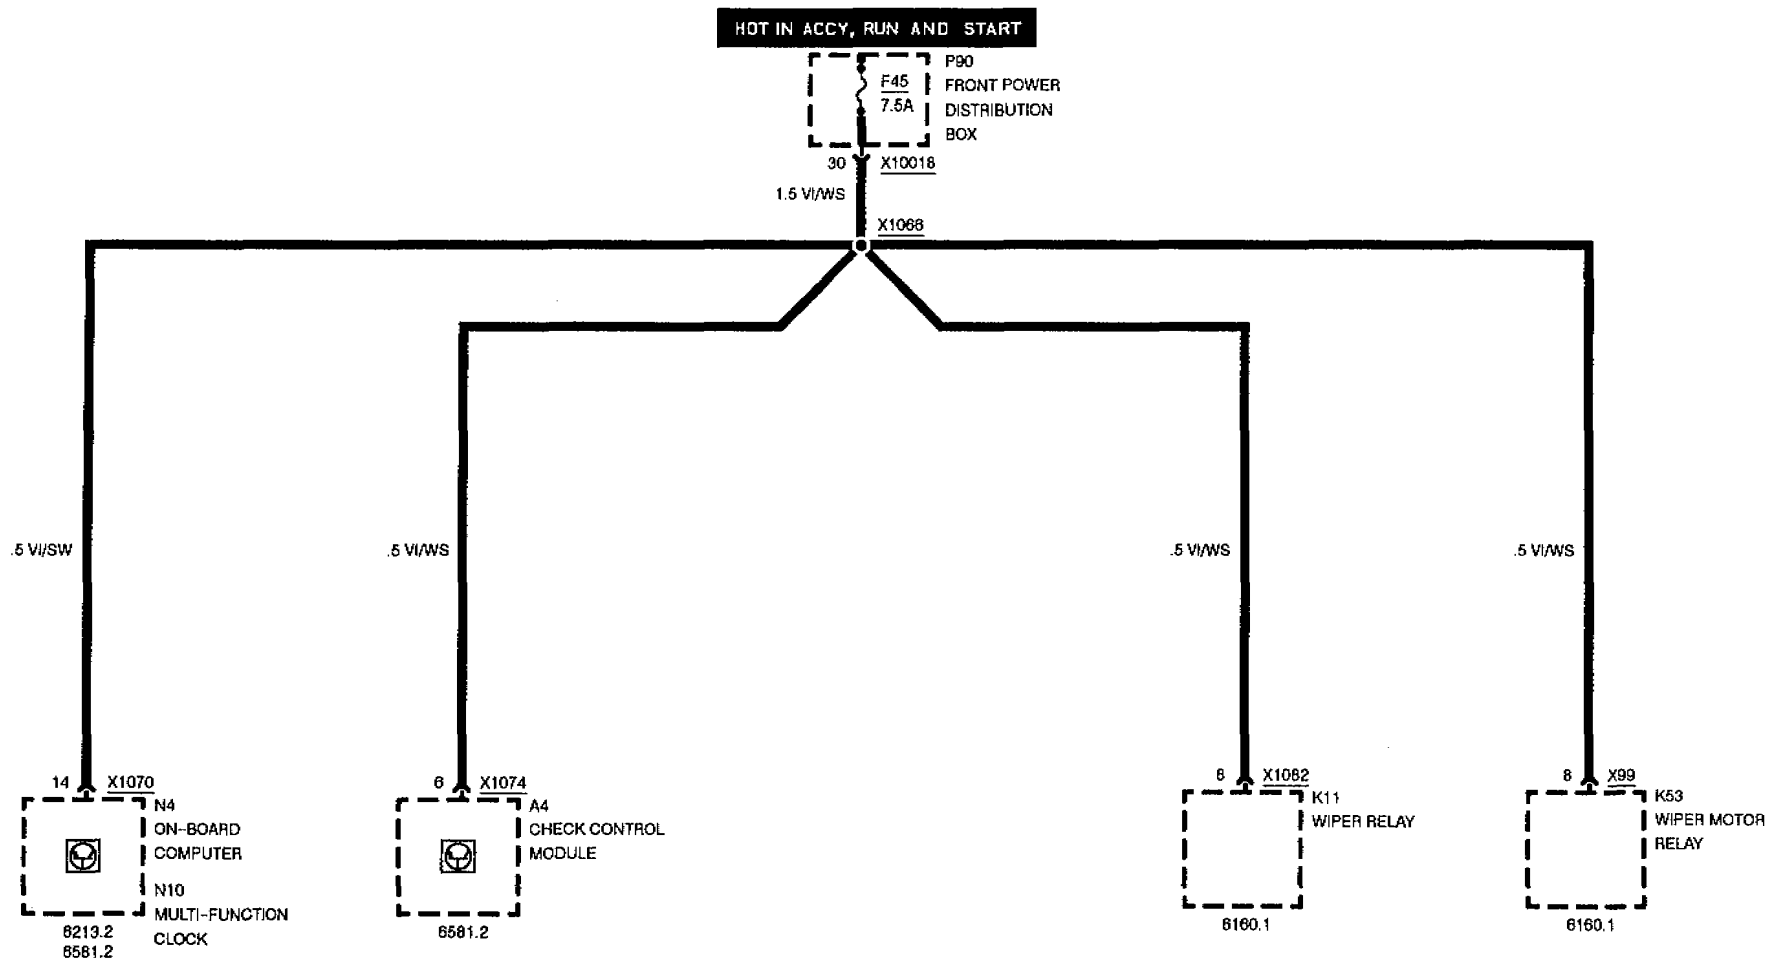 HOT IN ACCY, RUN AND START
P90
FRONT POWER
DISTRIBUTION
BOX
F45
7.5A
30
X10018
1.5 VI/WS
X1068
.5 VI/SW
.5 VI/WS
.5 VI/WS
.5 VI/WS
14
X1070
N4
ON-BOARD
COMPUTER
N10
MULTI-FUNCTION
CLOCK
6213.2
6581.2
6
X1074
A4
CHECK CONTROL
MODULE
6581.2
8
X1082
K11
WIPER RELAY
6160.1
8
X99
K53
WIPER MOTOR
RELAY
6160.1